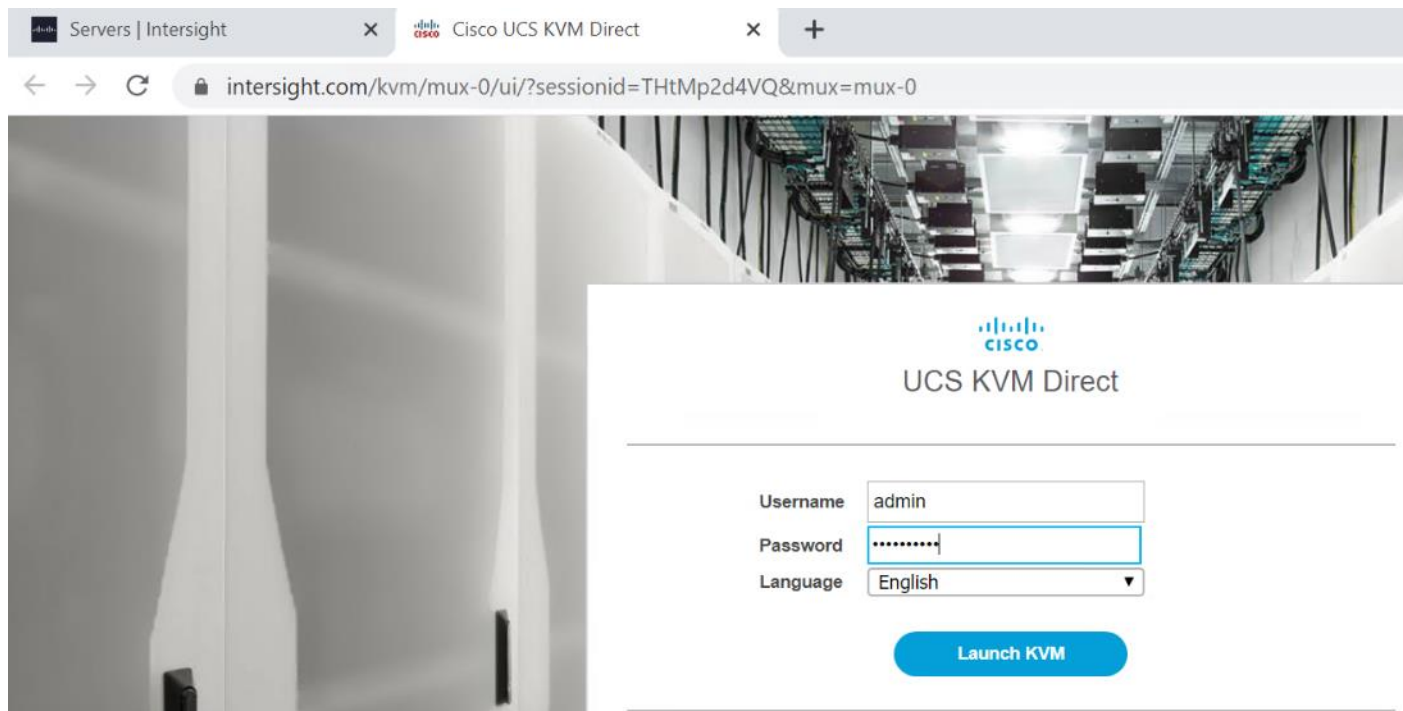 Servers | Intersight
cisco Cisco UCS KVM Direct
intersight.com/kvm/mux-0/ui/?sessionid=THtMp2d4VQ&mux=mux-0
CISCO
UCS KVM Direct
Username admin
Password ••••••••••
Language English
Launch KVM